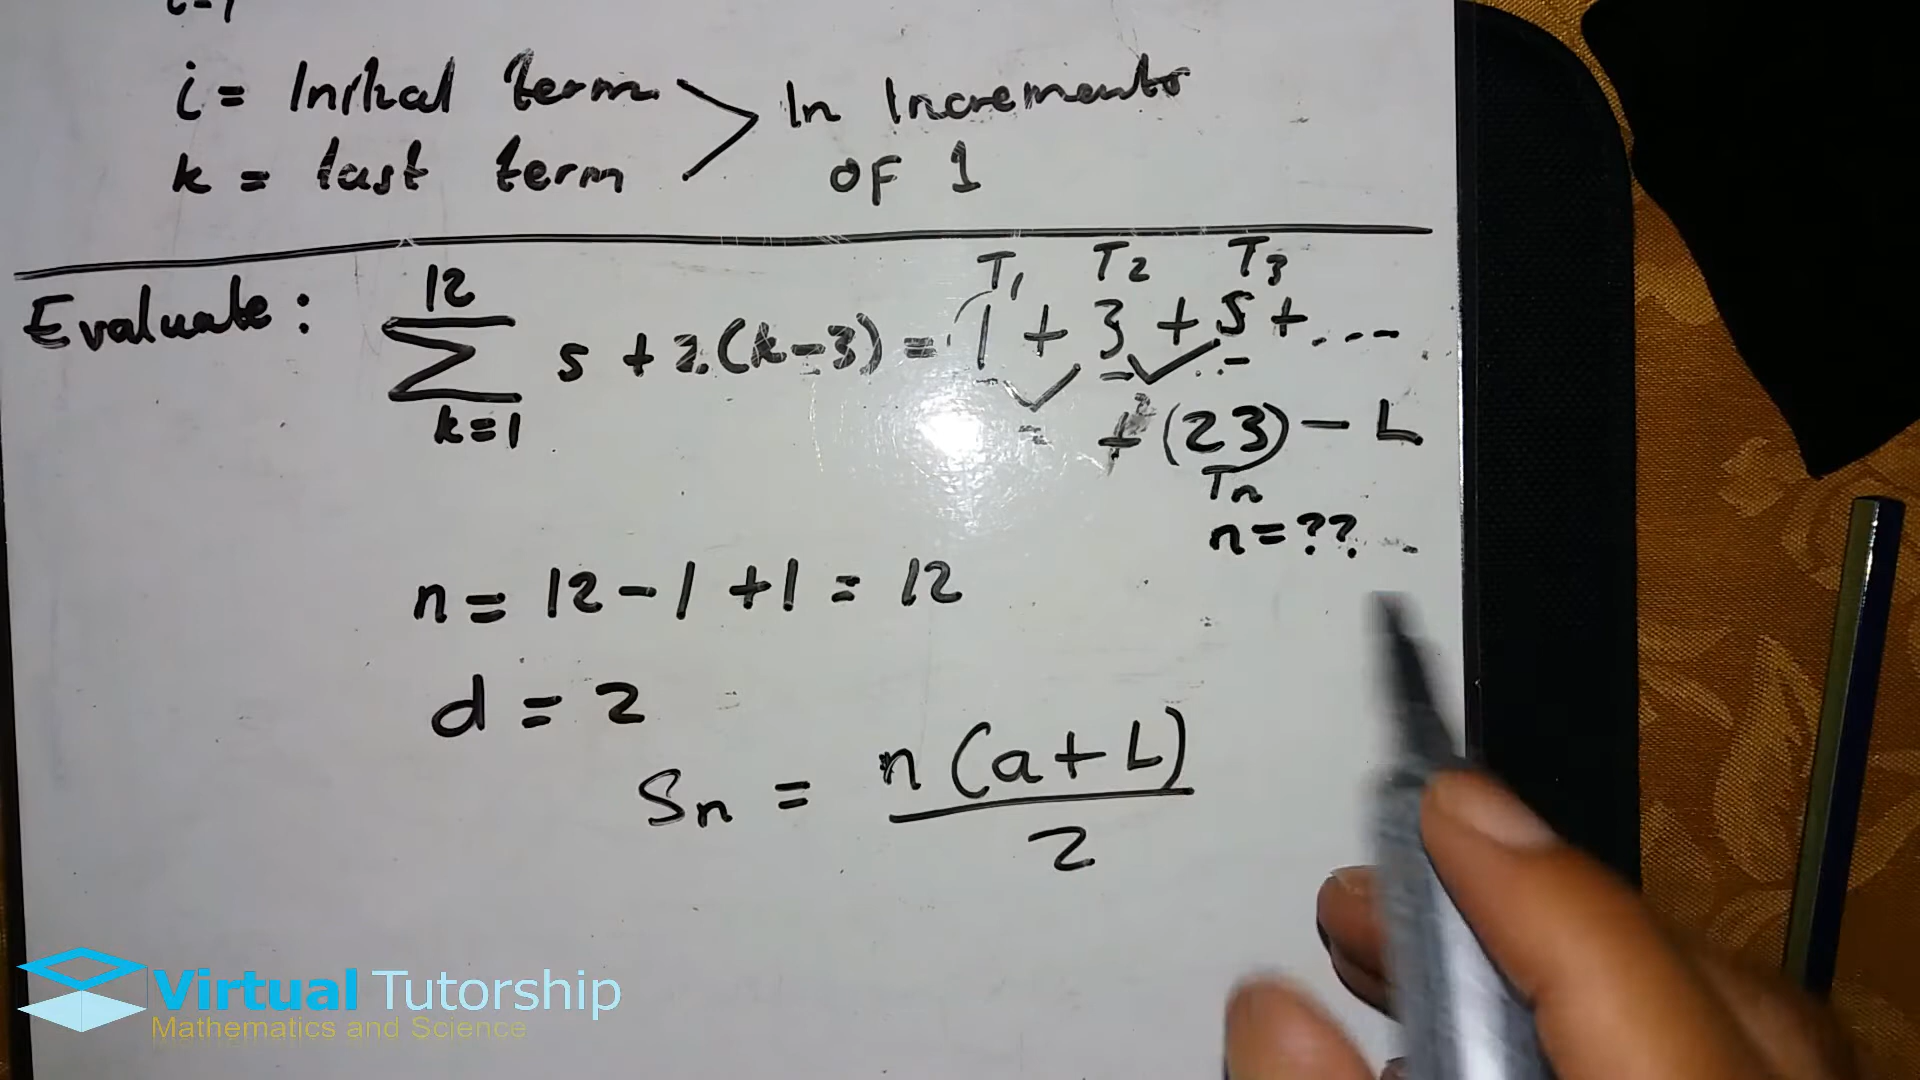 i = Initial term > In Increments
k = last term of 1
T1 T2 T3
12
Evaluate: Σ 5 + 2.(k-3) = 1 + 3 + 5 + ...
k=1
2
+ (23) - L
Tn
n = ??
n = 12 - 1 + 1 = 12
d = 2
Sn = n(a+L)
2
Virtual Tutorship
Mathematics and Science